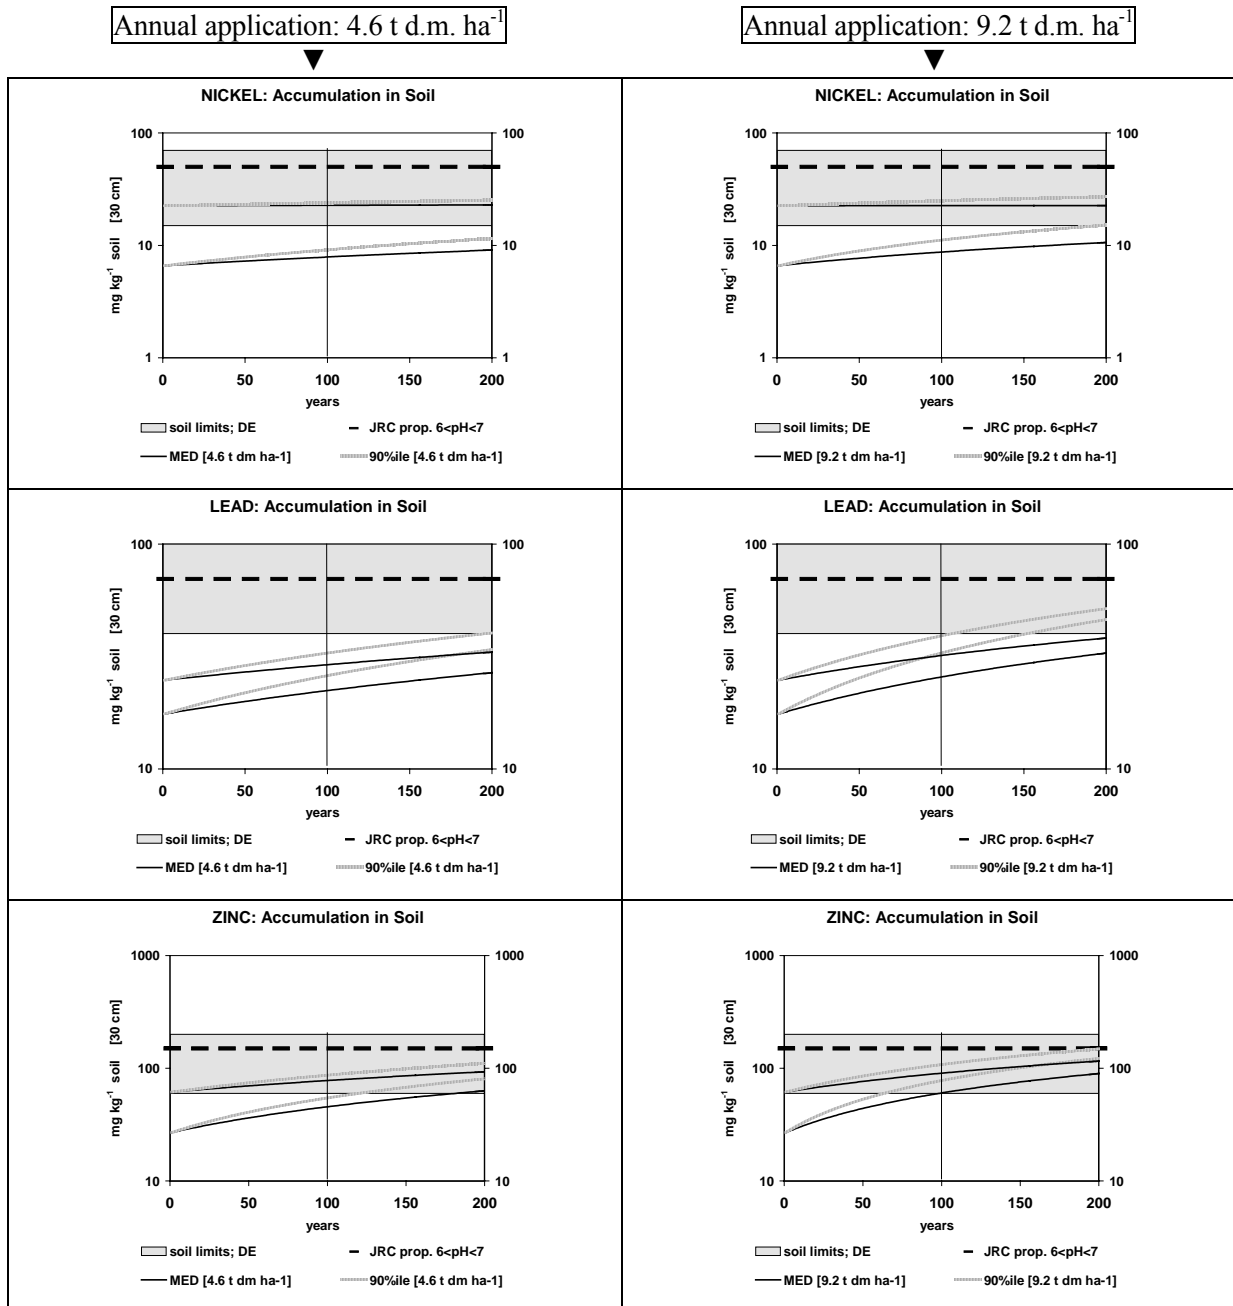 Annual application: 4.6 t d.m. ha-1
Annual application: 9.2 t d.m. ha-1
NICKEL: Accumulation in Soil
mg kg-1 soil [30 cm]
100 100
10 10
1 1
0 50 100 150 200
years
soil limits; DE JRC prop. 6<pH<7
MED [4.6 t dm ha-1] 90%ile [4.6 t dm ha-1]
NICKEL: Accumulation in Soil
mg kg-1 soil [30 cm]
100 100
10 10
1 1
0 50 100 150 200
years
soil limits; DE JRC prop. 6<pH<7
MED [9.2 t dm ha-1] 90%ile [9.2 t dm ha-1]
LEAD: Accumulation in Soil
mg kg-1 soil [30 cm]
100 100
10 10
0 50 100 150 200
years
soil limits; DE JRC prop. 6<pH<7
MED [4.6 t dm ha-1] 90%ile [4.6 t dm ha-1]
LEAD: Accumulation in Soil
mg kg-1 soil [30 cm]
100 100
10 10
0 50 100 150 200
years
soil limits; DE JRC prop. 6<pH<7
MED [9.2 t dm ha-1] 90%ile [9.2 t dm ha-1]
ZINC: Accumulation in Soil
mg kg-1 soil [30 cm]
1000 1000
100 100
10 10
0 50 100 150 200
years
soil limits; DE JRC prop. 6<pH<7
MED [4.6 t dm ha-1] 90%ile [4.6 t dm ha-1]
ZINC: Accumulation in Soil
mg kg-1 soil [30 cm]
1000 1000
100 100
10 10
0 50 100 150 200
years
soil limits; DE JRC prop. 6<pH<7
MED [9.2 t dm ha-1] 90%ile [9.2 t dm ha-1]